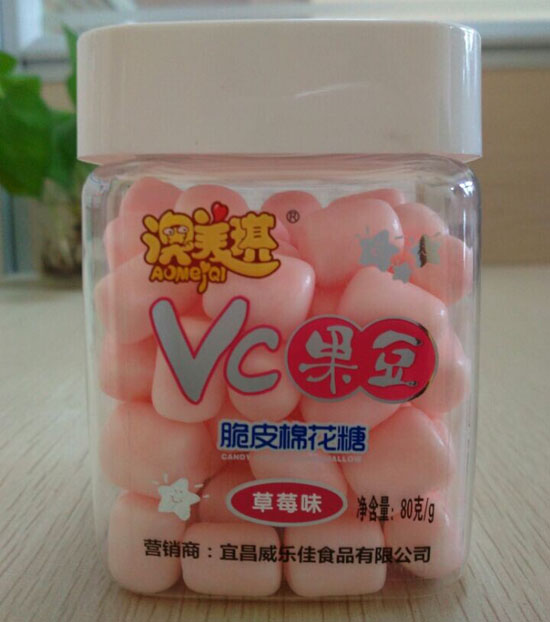 澳美琪®
AOMEIQI
VC果豆
脆皮棉花糖
CANDY
草莓味
净含量：80克/g
营销商：宜昌威乐佳食品有限公司